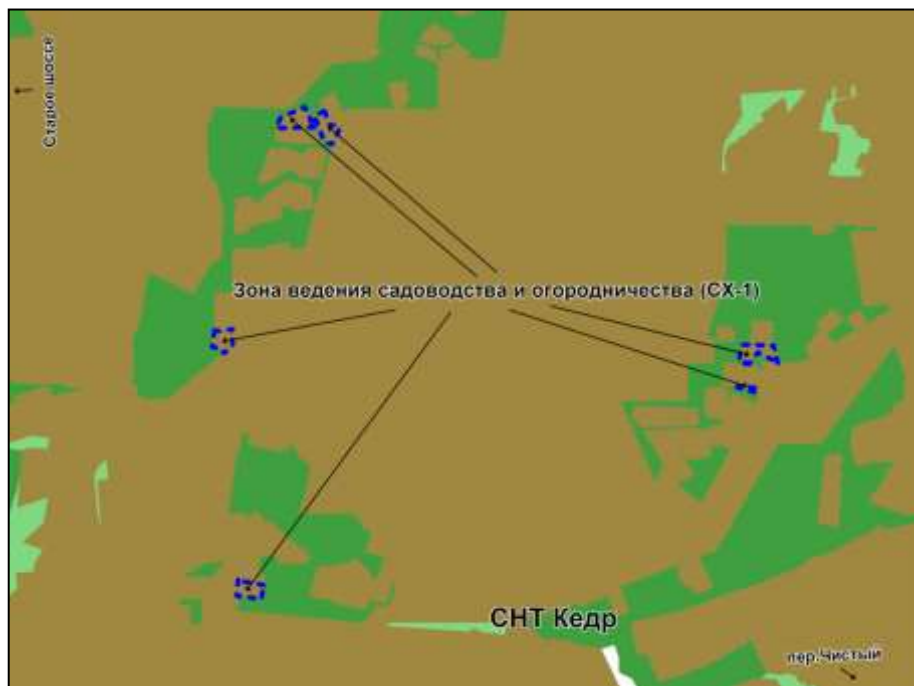 Старое шоссе
Зона ведения садоводства и огородничества (СХ-1)
СНТ Кедр
пер.Чистый